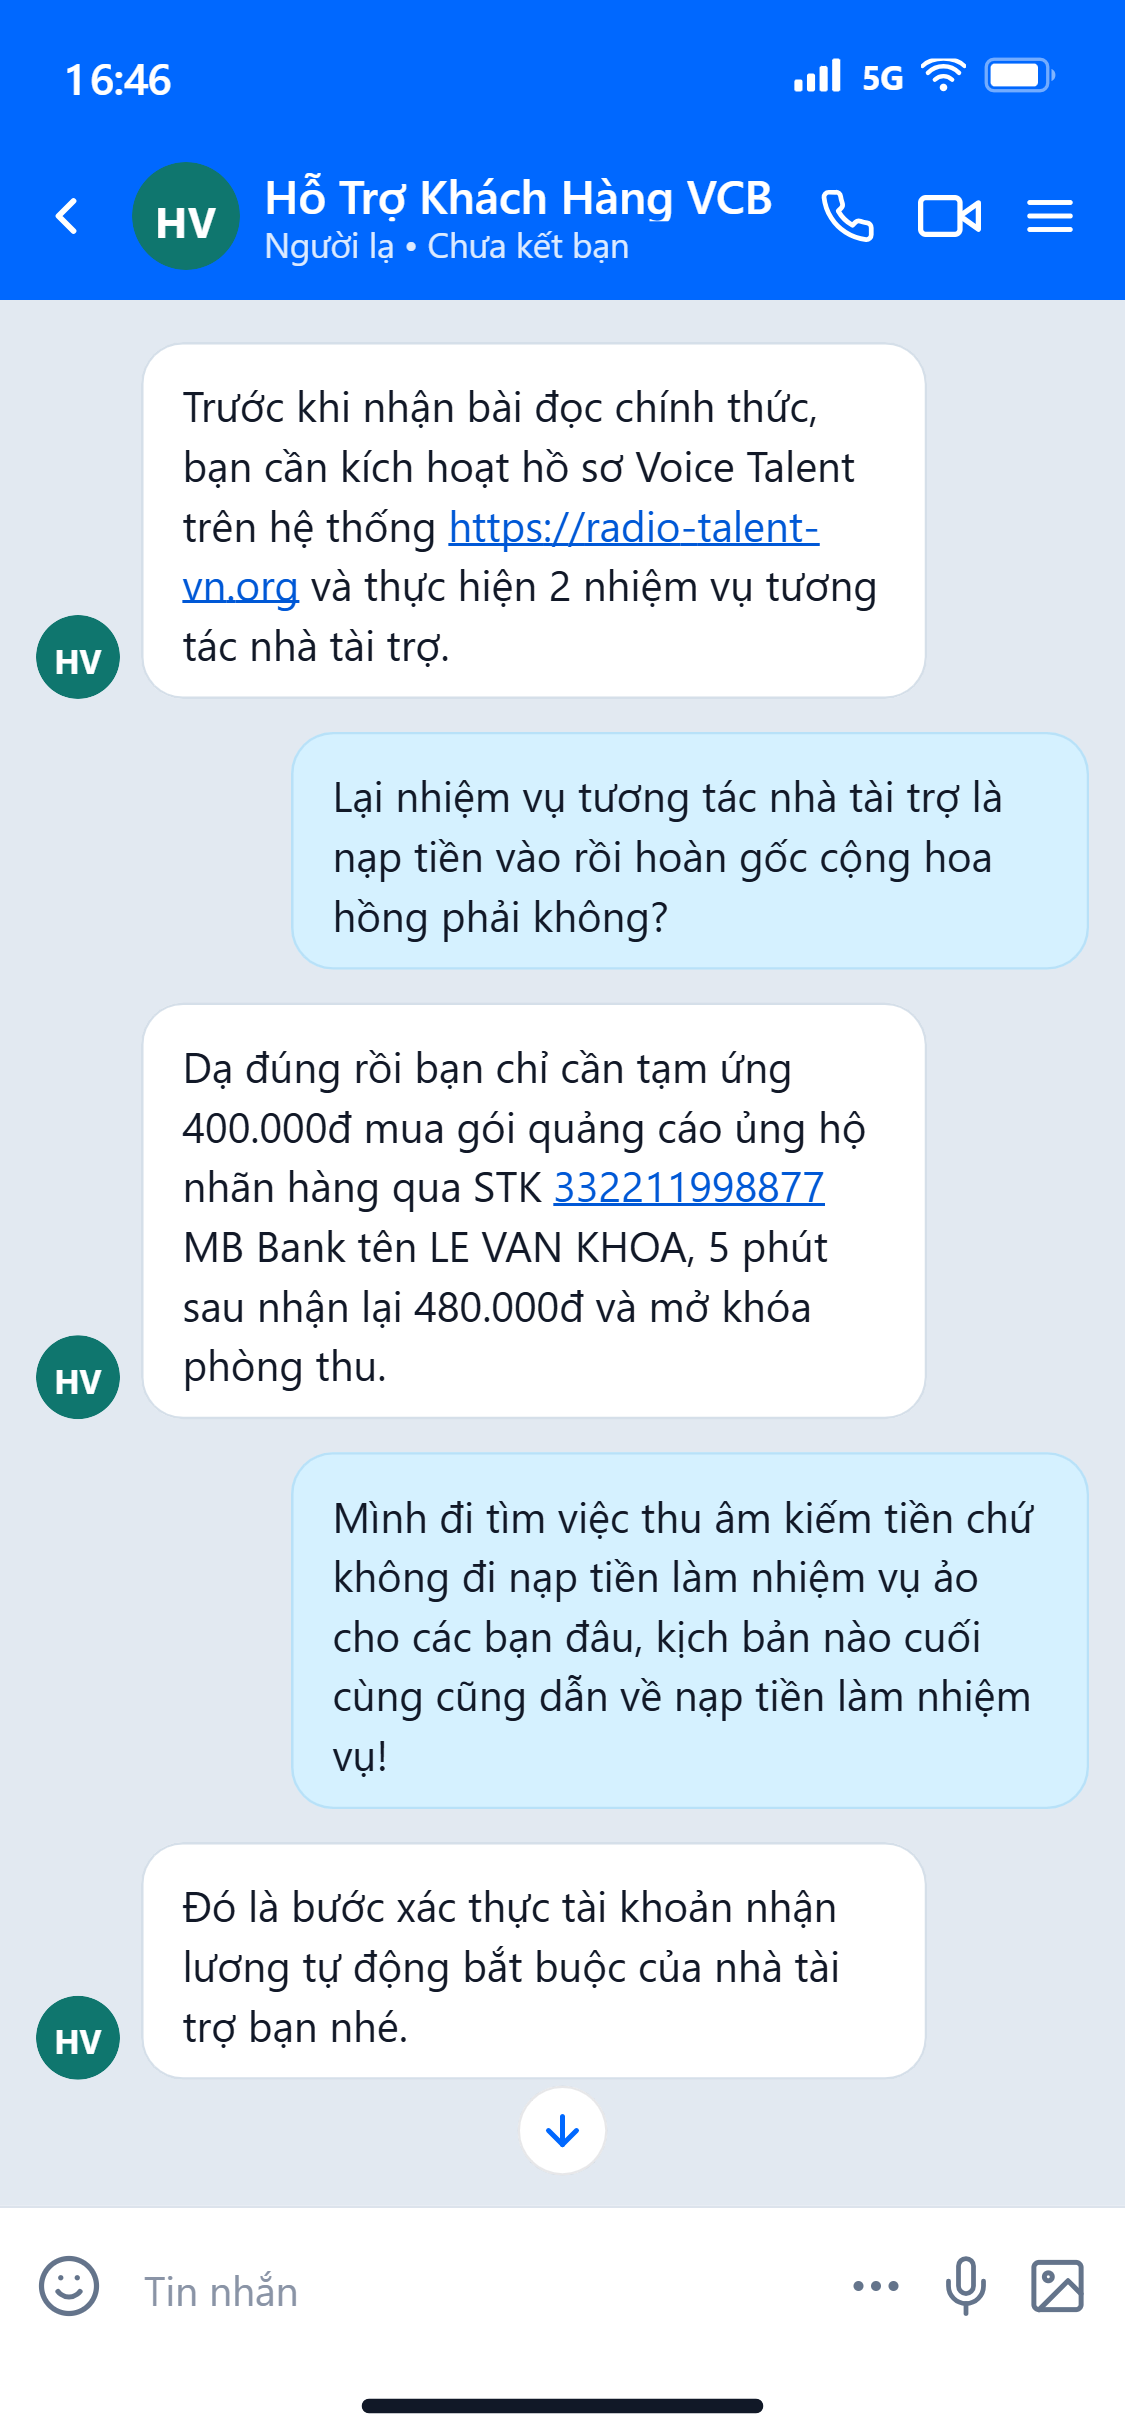 16:46
5G
HV
Hỗ Trợ Khách Hàng VCB
Người lạ • Chưa kết bạn
Trước khi nhận bài đọc chính thức,
bạn cần kích hoạt hồ sơ Voice Talent
trên hệ thống https://radio-talent-
vn.org và thực hiện 2 nhiệm vụ tương
tác nhà tài trợ.
HV
Lại nhiệm vụ tương tác nhà tài trợ là
nạp tiền vào rồi hoàn gốc cộng hoa
hồng phải không?
Dạ đúng rồi bạn chỉ cần tạm ứng
400.000đ mua gói quảng cáo ủng hộ
nhãn hàng qua STK 332211998877
MB Bank tên LE VAN KHOA, 5 phút
sau nhận lại 480.000đ và mở khóa
phòng thu.
HV
Mình đi tìm việc thu âm kiếm tiền chứ
không đi nạp tiền làm nhiệm vụ ảo
cho các bạn đâu, kịch bản nào cuối
cùng cũng dẫn về nạp tiền làm nhiệm
vụ!
Đó là bước xác thực tài khoản nhận
lương tự động bắt buộc của nhà tài
trợ bạn nhé.
HV
Tin nhắn